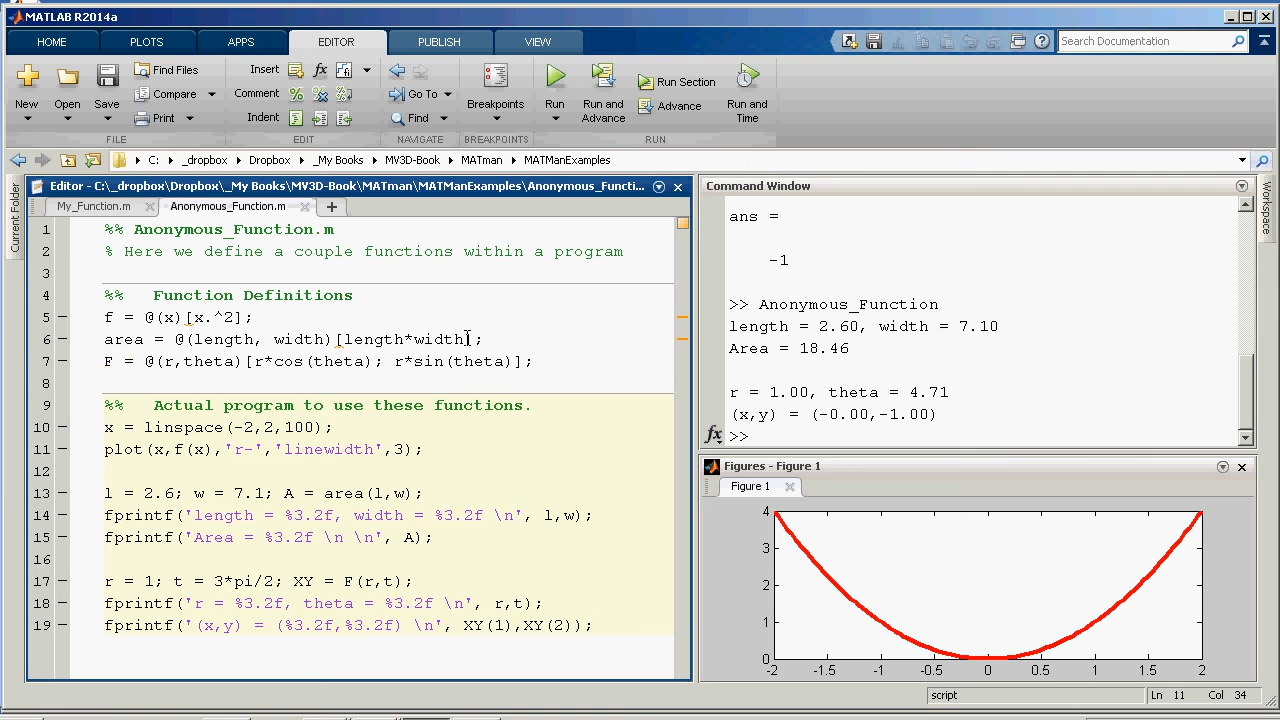 MATLAB R2014a
HOME PLOTS APPS EDITOR PUBLISH VIEW
Search Documentation
New Open Save Find Files Compare Print
Insert Comment Indent
Go To Find
Breakpoints
Run Run and Advance Run Section Advance Run and Time
FILE EDIT NAVIGATE BREAKPOINTS RUN
C: _dropbox Dropbox _My Books MV3D-Book MATman MATManExamples
Current Folder
Editor - C:\_dropbox\Dropbox\_My Books\MV3D-Book\MATman\MATManExamples\Anonymous_Functi...
My_Function.m Anonymous_Function.m
1 %% Anonymous_Function.m
2 % Here we define a couple functions within a program
3
4 %% Function Definitions
5 f = @(x)[x.^2];
6 area = @(length, width)[length*width];
7 F = @(r,theta)[r*cos(theta); r*sin(theta)];
8
9 %% Actual program to use these functions.
10 x = linspace(-2,2,100);
11 plot(x,f(x),'r-','linewidth',3);
12
13 l = 2.6; w = 7.1; A = area(l,w);
14 fprintf('length = %3.2f, width = %3.2f \n', l,w);
15 fprintf('Area = %3.2f \n \n', A);
16
17 r = 1; t = 3*pi/2; XY = F(r,t);
18 fprintf('r = %3.2f, theta = %3.2f \n', r,t);
19 fprintf('(x,y) = (%3.2f,%3.2f) \n', XY(1),XY(2));
Command Window
ans =
-1
>> Anonymous_Function
length = 2.60, width = 7.10
Area = 18.46
r = 1.00, theta = 4.71
(x,y) = (-0.00,-1.00)
fx >>
Workspace
Figures - Figure 1
Figure 1
4
3
2
1
0
-2 -1.5 -1 -0.5 0 0.5 1 1.5 2
script Ln 11 Col 34